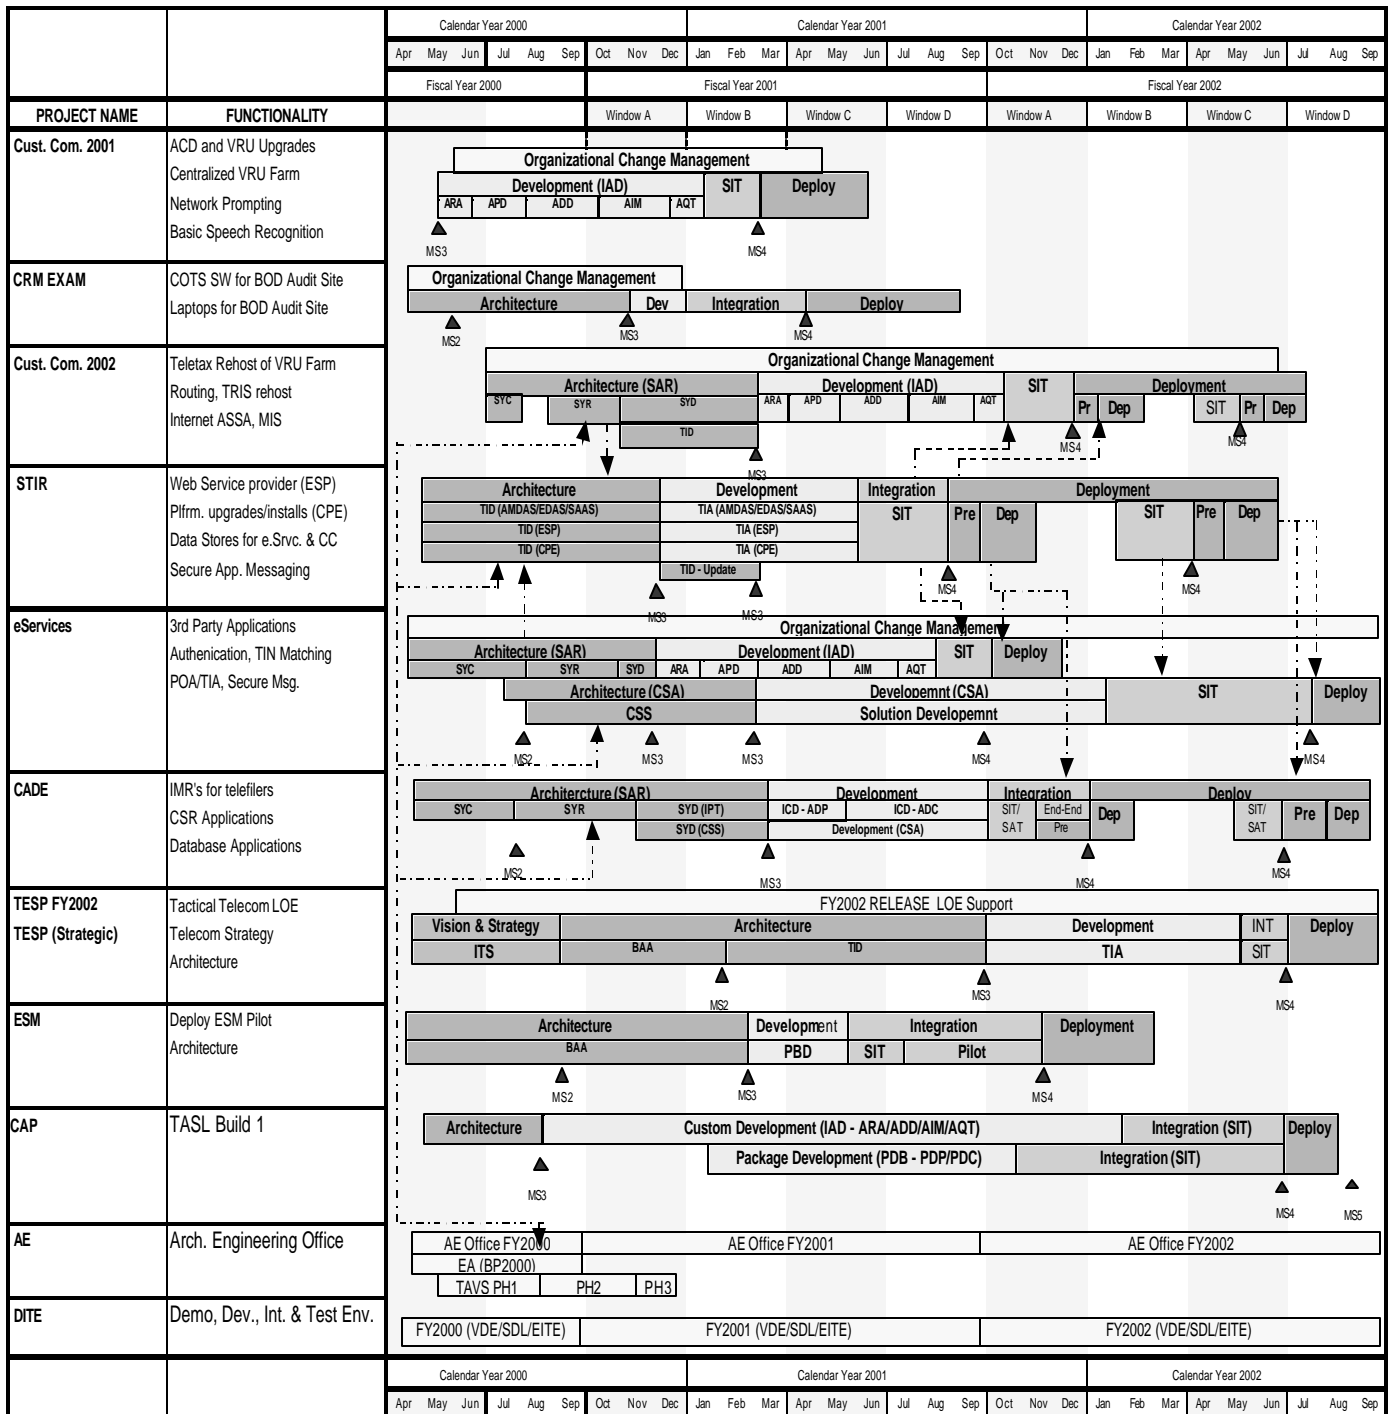 Calendar Year 2000 Calendar Year 2001 Calendar Year 2002
Apr May Jun Jul Aug Sep Oct Nov Dec Jan Feb Mar Apr May Jun Jul Aug Sep Oct Nov Dec Jan Feb Mar Apr May Jun Jul Aug Sep
Fiscal Year 2000 Fiscal Year 2001 Fiscal Year 2002
PROJECT NAME FUNCTIONALITY Window A Window B Window C Window D Window A Window B Window C Window D
Cust. Com. 2001 ACD and VRU Upgrades
Organizational Change Management
Centralized VRU Farm
Development (IAD) SIT Deploy
Network Prompting
ARA APD ADD AIM AQT
Basic Speech Recognition
MS3 MS4
CRM EXAM COTS SW for BOD Audit Site
Organizational Change Management
Laptops for BOD Audit Site
Architecture Dev Integration Deploy
MS2 MS3 MS4
Cust. Com. 2002 Teletax Rehost of VRU Farm
Organizational Change Management
Routing, TRIS rehost
Architecture (SAR) Development (IAD) SIT Deployment
Internet ASSA, MIS
SYC SYR SYD ARA APD ADD AIM AQT Pr Dep SIT Pr Dep
TID
MS3 MS4 MS4
STIR Web Service provider (ESP)
Architecture Development Integration Deployment
Plfrm. upgrades/installs (CPE)
TID (AMDAS/EDAS/SAAS) TIA (AMDAS/EDAS/SAAS) SIT Pre Dep SIT Pre Dep
Data Stores for e.Srvc. & CC
TID (ESP) TIA (ESP)
TID (CPE) TIA (CPE)
Secure App. Messaging
TID - Update
MS3 MS3 MS4 MS4
eServices 3rd Party Applications
Organizational Change Management
Authenication, TIN Matching
Architecture (SAR) Development (IAD) SIT Deploy
POA/TIA, Secure Msg.
SYC SYR SYD ARA APD ADD AIM AQT
Architecture (CSA) Developemnt (CSA) SIT Deploy
CSS Solution Developemnt
MS2 MS3 MS3 MS4 MS4
CADE IMR's for telefilers
Architercture (SAR) Development Integration Deploy
CSR Applications
SYC SYR SYD (IPT) ICD - ADP ICD - ADC SIT/ SAT End-End Dep SIT/ SAT Pre Dep
Database Applications
SYD (CSS) Development (CSA) Pre
MS2 MS3 MS4 MS4
TESP FY2002 Tactical Telecom LOE
FY2002 RELEASE LOE Support
TESP (Strategic) Telecom Strategy
Vision & Strategy Architecture Development INT Deploy
Architecture
ITS BAA TID TIA SIT
MS2 MS3 MS4
ESM Deploy ESM Pilot
Architecture Development Integration Deployment
Architecture
BAA PBD SIT Pilot
MS2 MS3 MS4
CAP TASL Build 1
Architecture Custom Development (IAD - ARA/ADD/AIM/AQT) Integration (SIT) Deploy
Package Development (PDB - PDP/PDC) Integration (SIT)
MS3 MS4 MS5
AE Arch. Engineering Office
AE Office FY2000 AE Office FY2001 AE Office FY2002
EA (BP2000)
TAVS PH1 PH2 PH3
DITE Demo, Dev., Int. & Test Env.
FY2000 (VDE/SDL/EITE) FY2001 (VDE/SDL/EITE) FY2002 (VDE/SDL/EITE)
Calendar Year 2000 Calendar Year 2001 Calendar Year 2002
Apr May Jun Jul Aug Sep Oct Nov Dec Jan Feb Mar Apr May Jun Jul Aug Sep Oct Nov Dec Jan Feb Mar Apr May Jun Jul Aug Sep